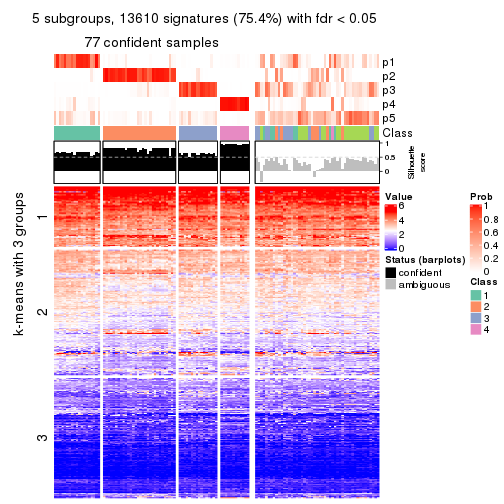 5 subgroups, 13610 signatures (75.4%) with fdr < 0.05
77 confident samples
p1
p2
p3
p4
p5
Class
1
0.5
0
Silhouette
score
k-means with 3 groups
1
2
3
Value
6
4
2
0
Status (barplots)
confident
ambiguous
Prob
1
0.8
0.6
0.4
0.2
0
Class
1
2
3
4